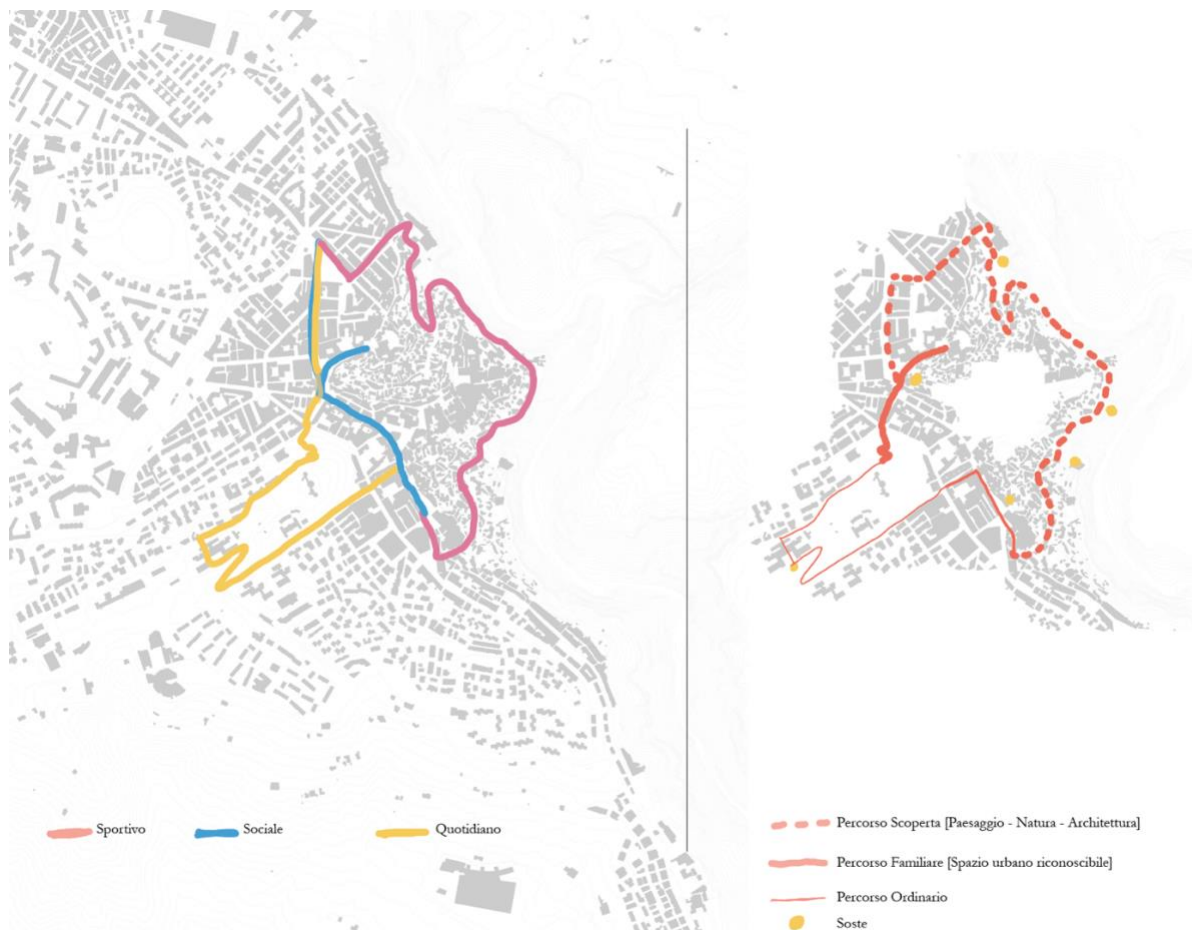 Sportivo
Sociale
Quotidiano
Percorso Scoperta [Paesaggio - Natura - Architettura]
Percorso Familiare [Spazio urbano riconoscibile]
Percorso Ordinario
Soste